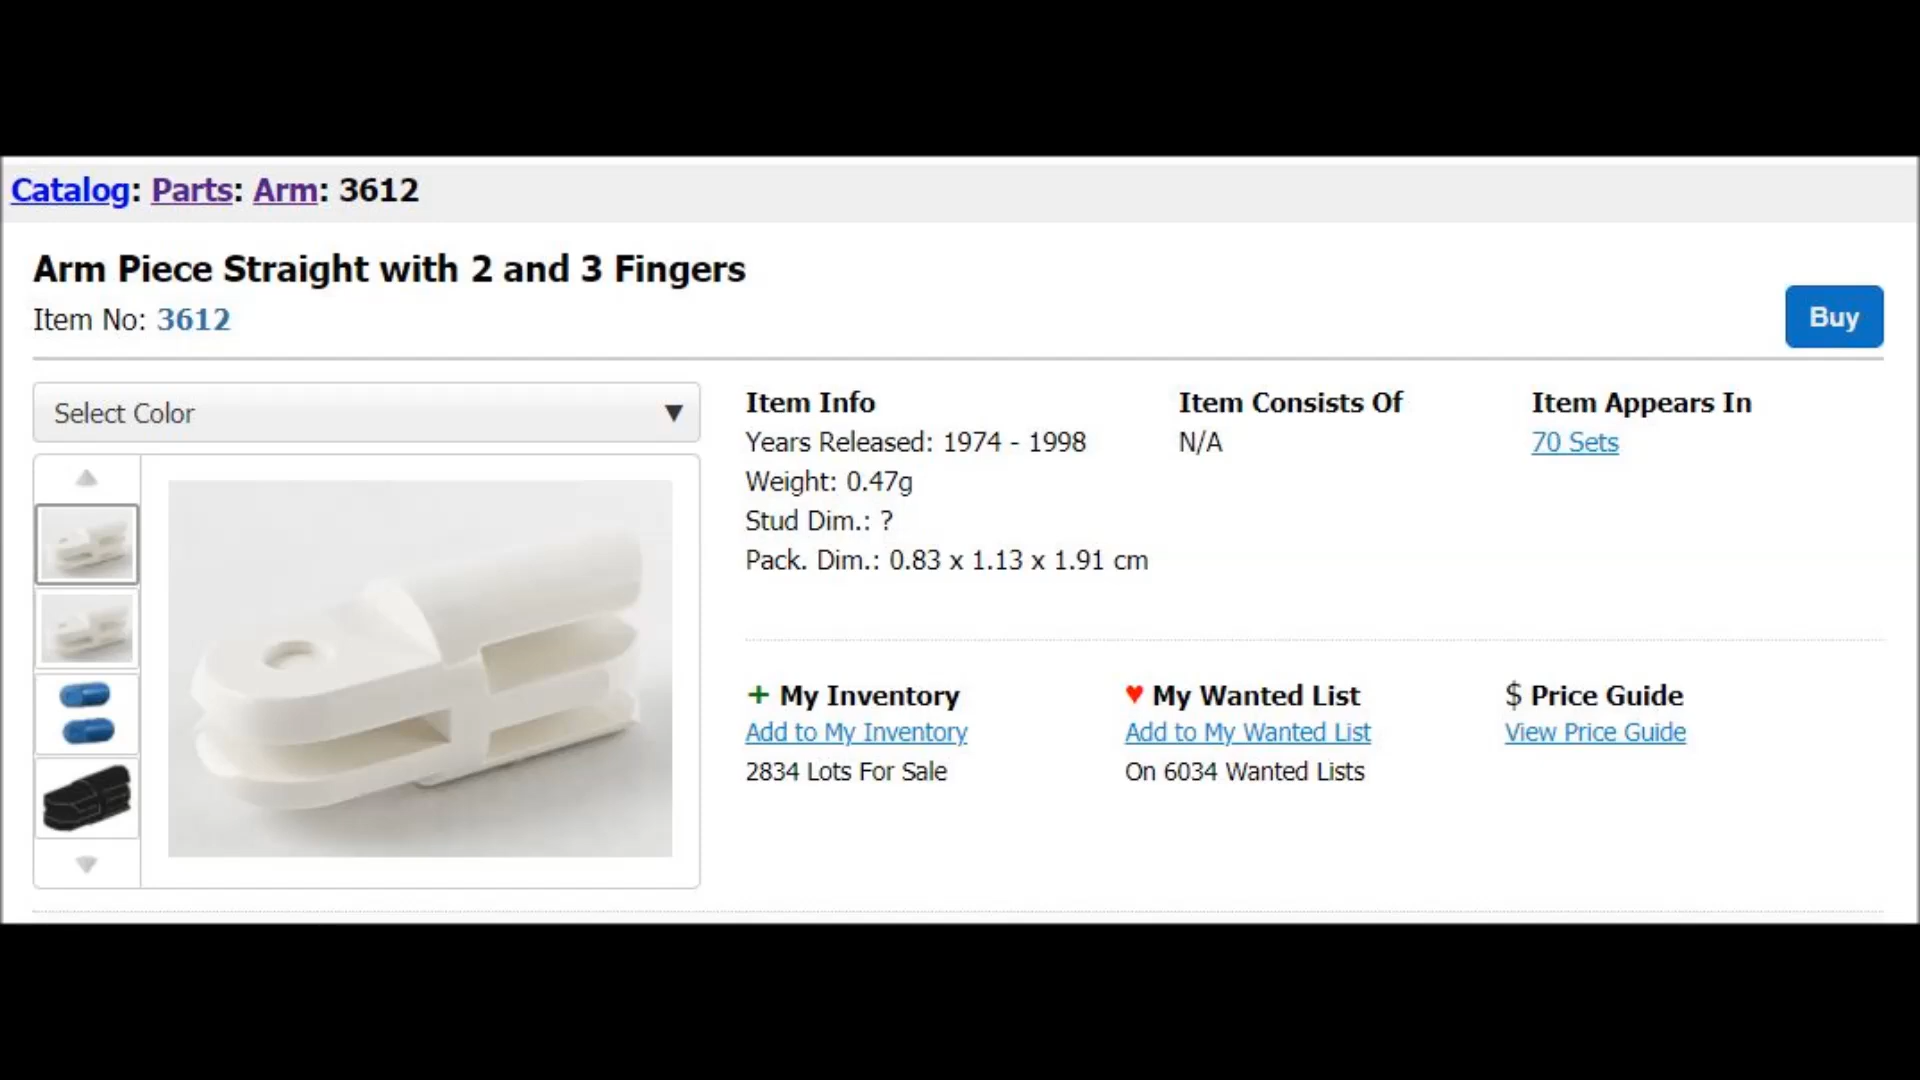 Catalog: Parts: Arm: 3612
Arm Piece Straight with 2 and 3 Fingers
Item No: 3612
Buy
Select Color
Item Info
Years Released: 1974 - 1998
Weight: 0.47g
Stud Dim.: ?
Pack. Dim.: 0.83 x 1.13 x 1.91 cm
Item Consists Of
N/A
Item Appears In
70 Sets
+ My Inventory
Add to My Inventory
2834 Lots For Sale
♥ My Wanted List
Add to My Wanted List
On 6034 Wanted Lists
$ Price Guide
View Price Guide